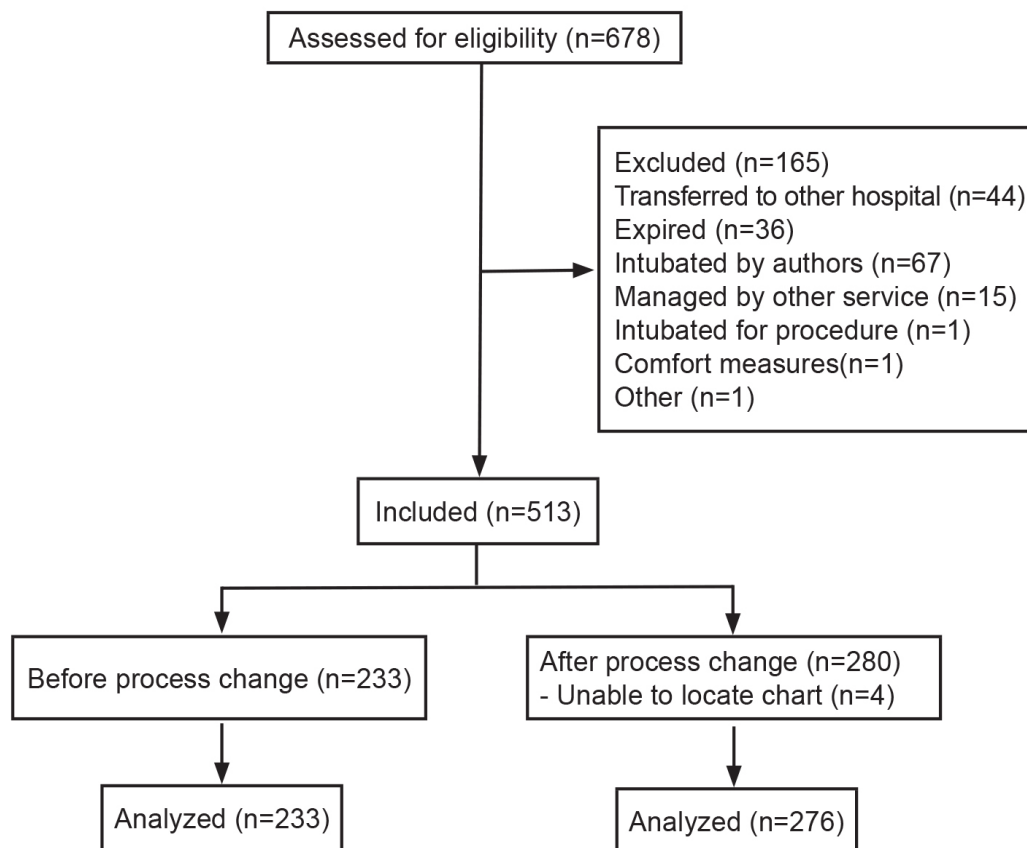 Assessed for eligibility (n=678)
Excluded (n=165)
Transferred to other hospital (n=44)
Expired (n=36)
Intubated by authors (n=67)
Managed by other service (n=15)
Intubated for procedure (n=1)
Comfort measures(n=1)
Other (n=1)
Included (n=513)
Before process change (n=233)
After process change (n=280)
- Unable to locate chart (n=4)
Analyzed (n=233)
Analyzed (n=276)